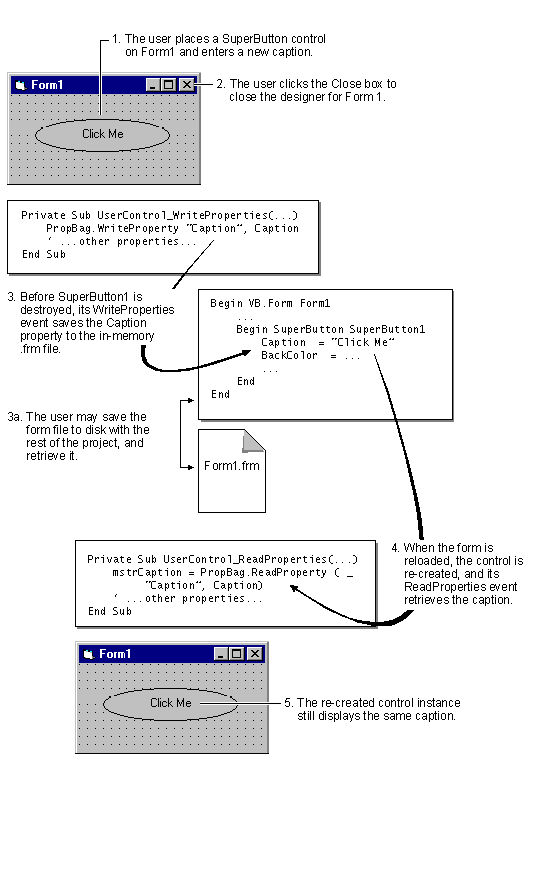 1. The user places a SuperButton control
on Form1 and enters a new caption.
Form1
2. The user clicks the Close box to
close the designer for Form 1.
Click Me
Private Sub UserControl_WriteProperties(...)
PropBag.WriteProperty "Caption", Caption
‘ ...other properties...
End Sub
3. Before SuperButton1 is
destroyed, its WriteProperties
event saves the Caption
property to the in-memory
.frm file.
Begin VB.Form Form1
...
Begin SuperButton SuperButton1
Caption = "Click Me"
BackColor = ...
...
End
End
3a. The user may save the
form file to disk with the
rest of the project, and
retrieve it.
Form1.frm
4. When the form is
reloaded, the control is
re-created, and its
ReadProperties event
retrieves the caption.
Private Sub UserControl_ReadProperties(...)
mstrCaption = PropBag.ReadProperty ( _
"Caption", Caption)
‘ ...other properties...
End Sub
Form1
Click Me
5. The re-created control instance
still displays the same caption.